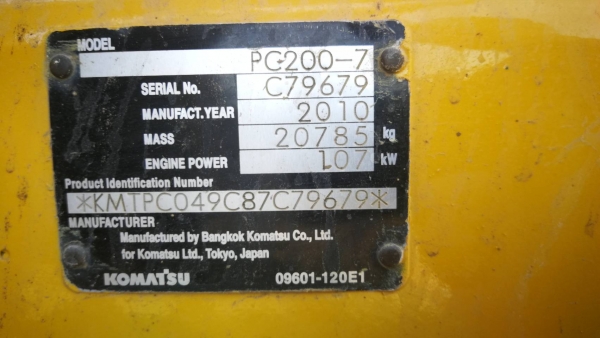 MODEL
PC200-7
SERIAL No. C79679
MANUFACT.YEAR 2010
MASS 20785 kg
ENGINE POWER 107 kW
Product Identification Number
*KMTPC049C87C79679*
MANUFACTURER
Manufactured by Bangkok Komatsu Co., Ltd.
for Komatsu Ltd., Tokyo, Japan
KOMATSU 09601-120E1